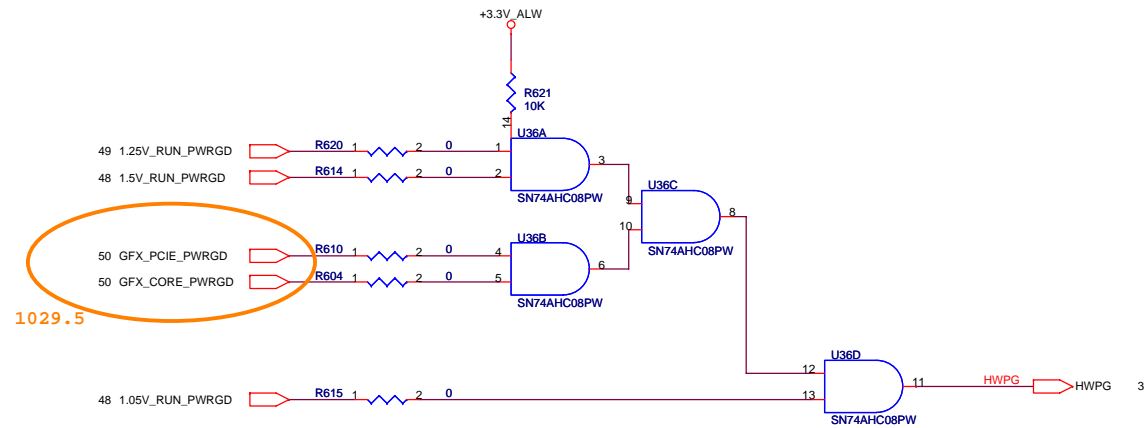 +3.3V_ALW
R621
10K
14
U36A
49 1.25V_RUN_PWRGD R620 1 2 0 1
3
48 1.5V_RUN_PWRGD R614 1 2 0 2
SN74AHC08PW
U36C
9
8
10
SN74AHC08PW
U36B
50 GFX_PCIE_PWRGD R610 1 2 0 4
6
50 GFX_CORE_PWRGD R604 1 2 0 5
SN74AHC08PW
1029.5
U36D
12
11 HWPG HWPG 3
48 1.05V_RUN_PWRGD R615 1 2 0 13
SN74AHC08PW